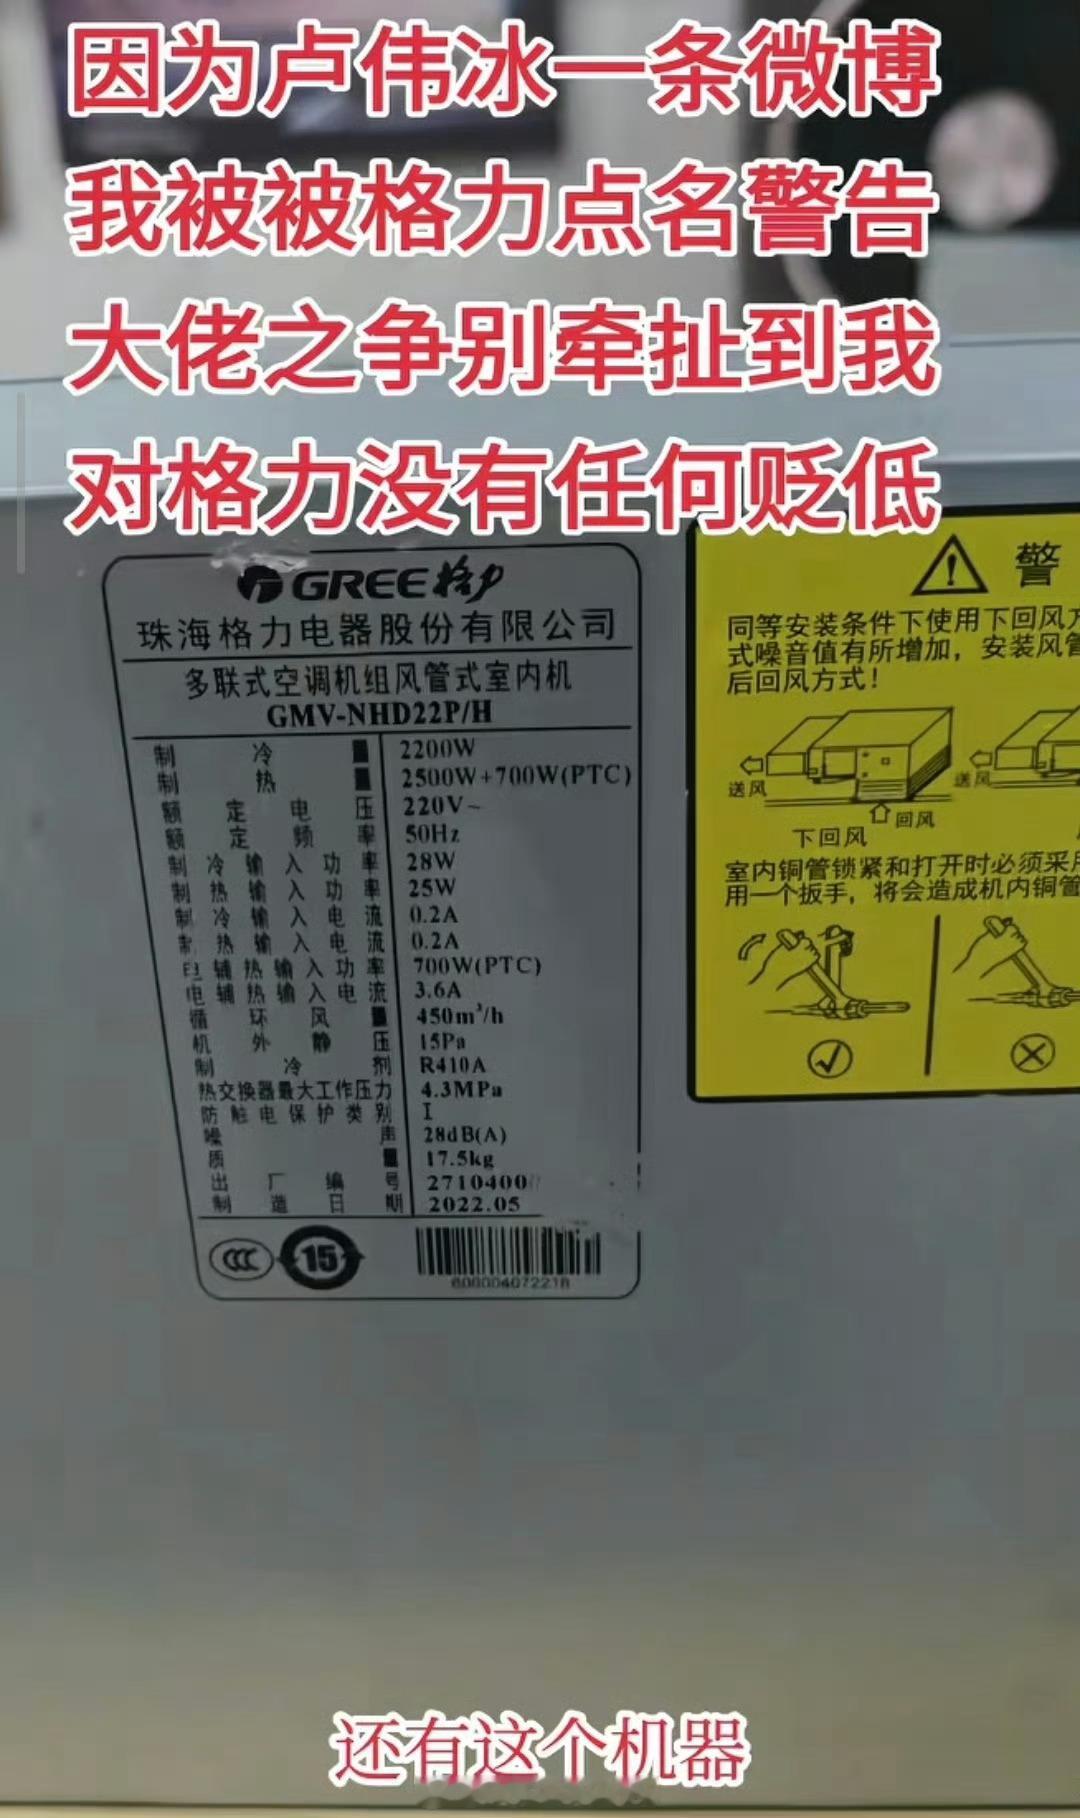 因为卢伟冰一条微博
我被被格力点名警告
大佬之争别牵扯到我
对格力没有任何贬低
GREE格力
珠海格力电器股份有限公司
多联式空调机组风管式室内机
GMV-NHD22P/H
制冷量 2200W
制热量 2500W+700W(PTC)
额定电压 220V~
额定频率 50Hz
制冷输入功率 28W
制热输入功率 25W
制冷输入电流 0.2A
制热输入电流 0.2A
电辅热输入功率 700W(PTC)
电辅热输入电流 3.6A
循环风量 450m³/h
机外静压 15Pa
制冷剂 R410A
热交换器最大工作压力 4.3MPa
防触电保护类别 I
噪声 28dB(A)
质量 17.5kg
出厂编号 2710400
制造日期 2022.05
CCC
15
警
同等安装条件下使用下回风方
式噪音值有所增加，安装风管
后回风方式！
送风
回风
下回风
送风
室内铜管锁紧和打开时必须采用
用一个扳手，将会造成机内铜管
还有这个机器